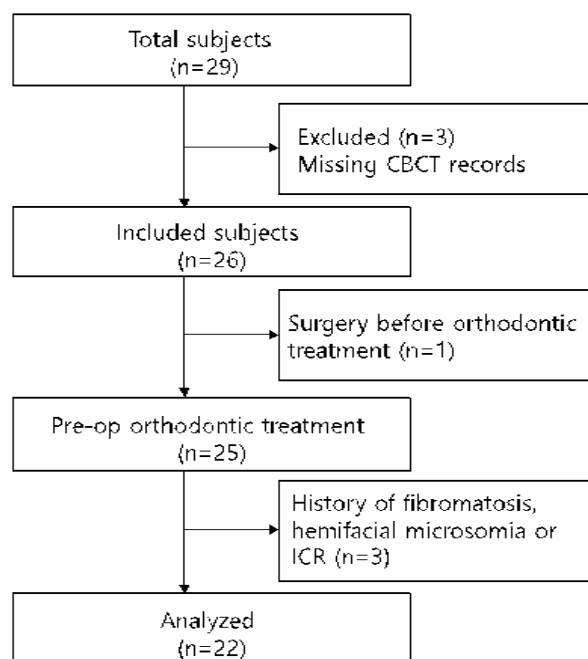 Total subjects
(n=29)
Excluded (n=3)
Missing CBCT records
Included subjects
(n=26)
Surgery before orthodontic
treatment (n=1)
Pre-op orthodontic treatment
(n=25)
History of fibromatosis,
hemifacial microsomia or
ICR (n=3)
Analyzed
(n=22)